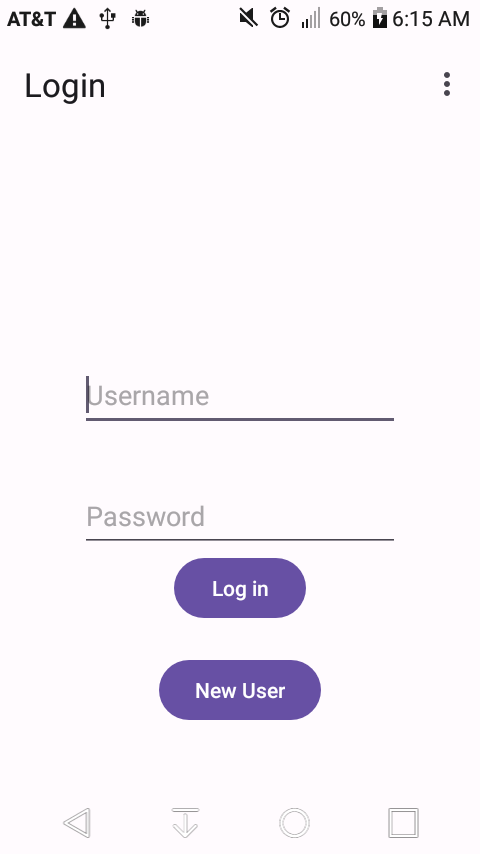 AT&T 60% 6:15 AM
Login
Username
Password
Log in
New User